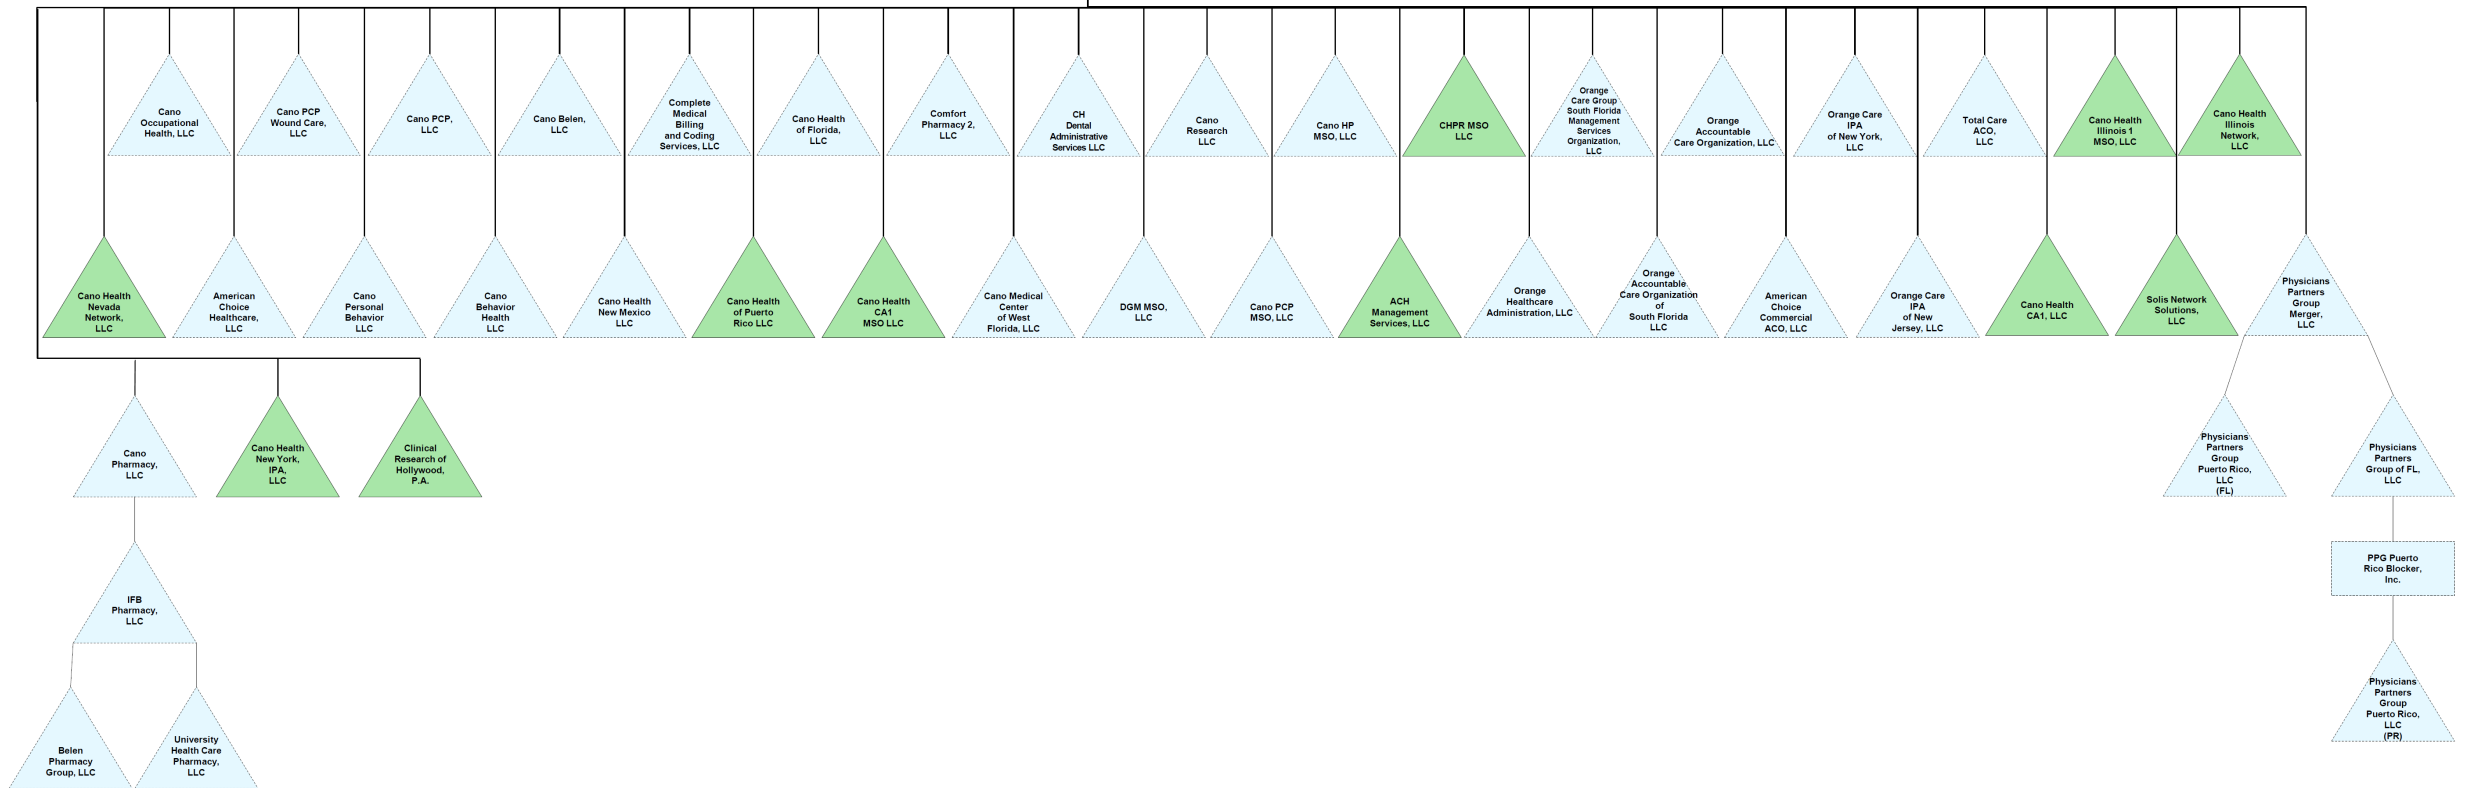 Cano
Occupational
Health, LLC
Cano PCP
Wound Care,
LLC
Cano PCP,
LLC
Cano Belen,
LLC
Complete
Medical
Billing
and Coding
Services, LLC
Cano Health
of Florida,
LLC
Comfort
Pharmacy 2,
LLC
CH
Dental
Administrative
Services LLC
Cano
Research
LLC
Cano HP
MSO, LLC
CHPR MSO
LLC
Orange
Care Group
South Florida
Management
Services
Organization,
LLC
Orange
Accountable
Care Organization, LLC
Orange Care
IPA
of New York,
LLC
Total Care
ACO,
LLC
Cano Health
Illinois 1
MSO, LLC
Cano Health
Illinois
Network,
LLC
Cano Health
Nevada
Network,
LLC
American
Choice
Healthcare,
LLC
Cano
Personal
Behavior
LLC
Cano
Behavior
Health
LLC
Cano Health
New Mexico
LLC
Cano Health
of Puerto
Rico LLC
Cano Health
CA1
MSO LLC
Cano Medical
Center
of West
Florida, LLC
DGM MSO,
LLC
Cano PCP
MSO, LLC
ACH
Management
Services, LLC
Orange
Healthcare
Administration, LLC
Orange
Accountable
Care Organization
of
South Florida
LLC
American
Choice
Commercial
ACO, LLC
Orange Care
IPA
of New
Jersey, LLC
Cano Health
CA1, LLC
Solis Network
Solutions,
LLC
Physicians
Partners
Group
Merger,
LLC
Cano
Pharmacy,
LLC
Cano Health
New York,
IPA,
LLC
Clinical
Research of
Hollywood,
P.A.
Physicians
Partners
Group
Puerto Rico,
LLC
(FL)
Physicians
Partners
Group of FL,
LLC
IFB
Pharmacy,
LLC
PPG Puerto
Rico Blocker,
Inc.
Belen
Pharmacy
Group, LLC
University
Health Care
Pharmacy,
LLC
Physicians
Partners
Group
Puerto Rico,
LLC
(PR)